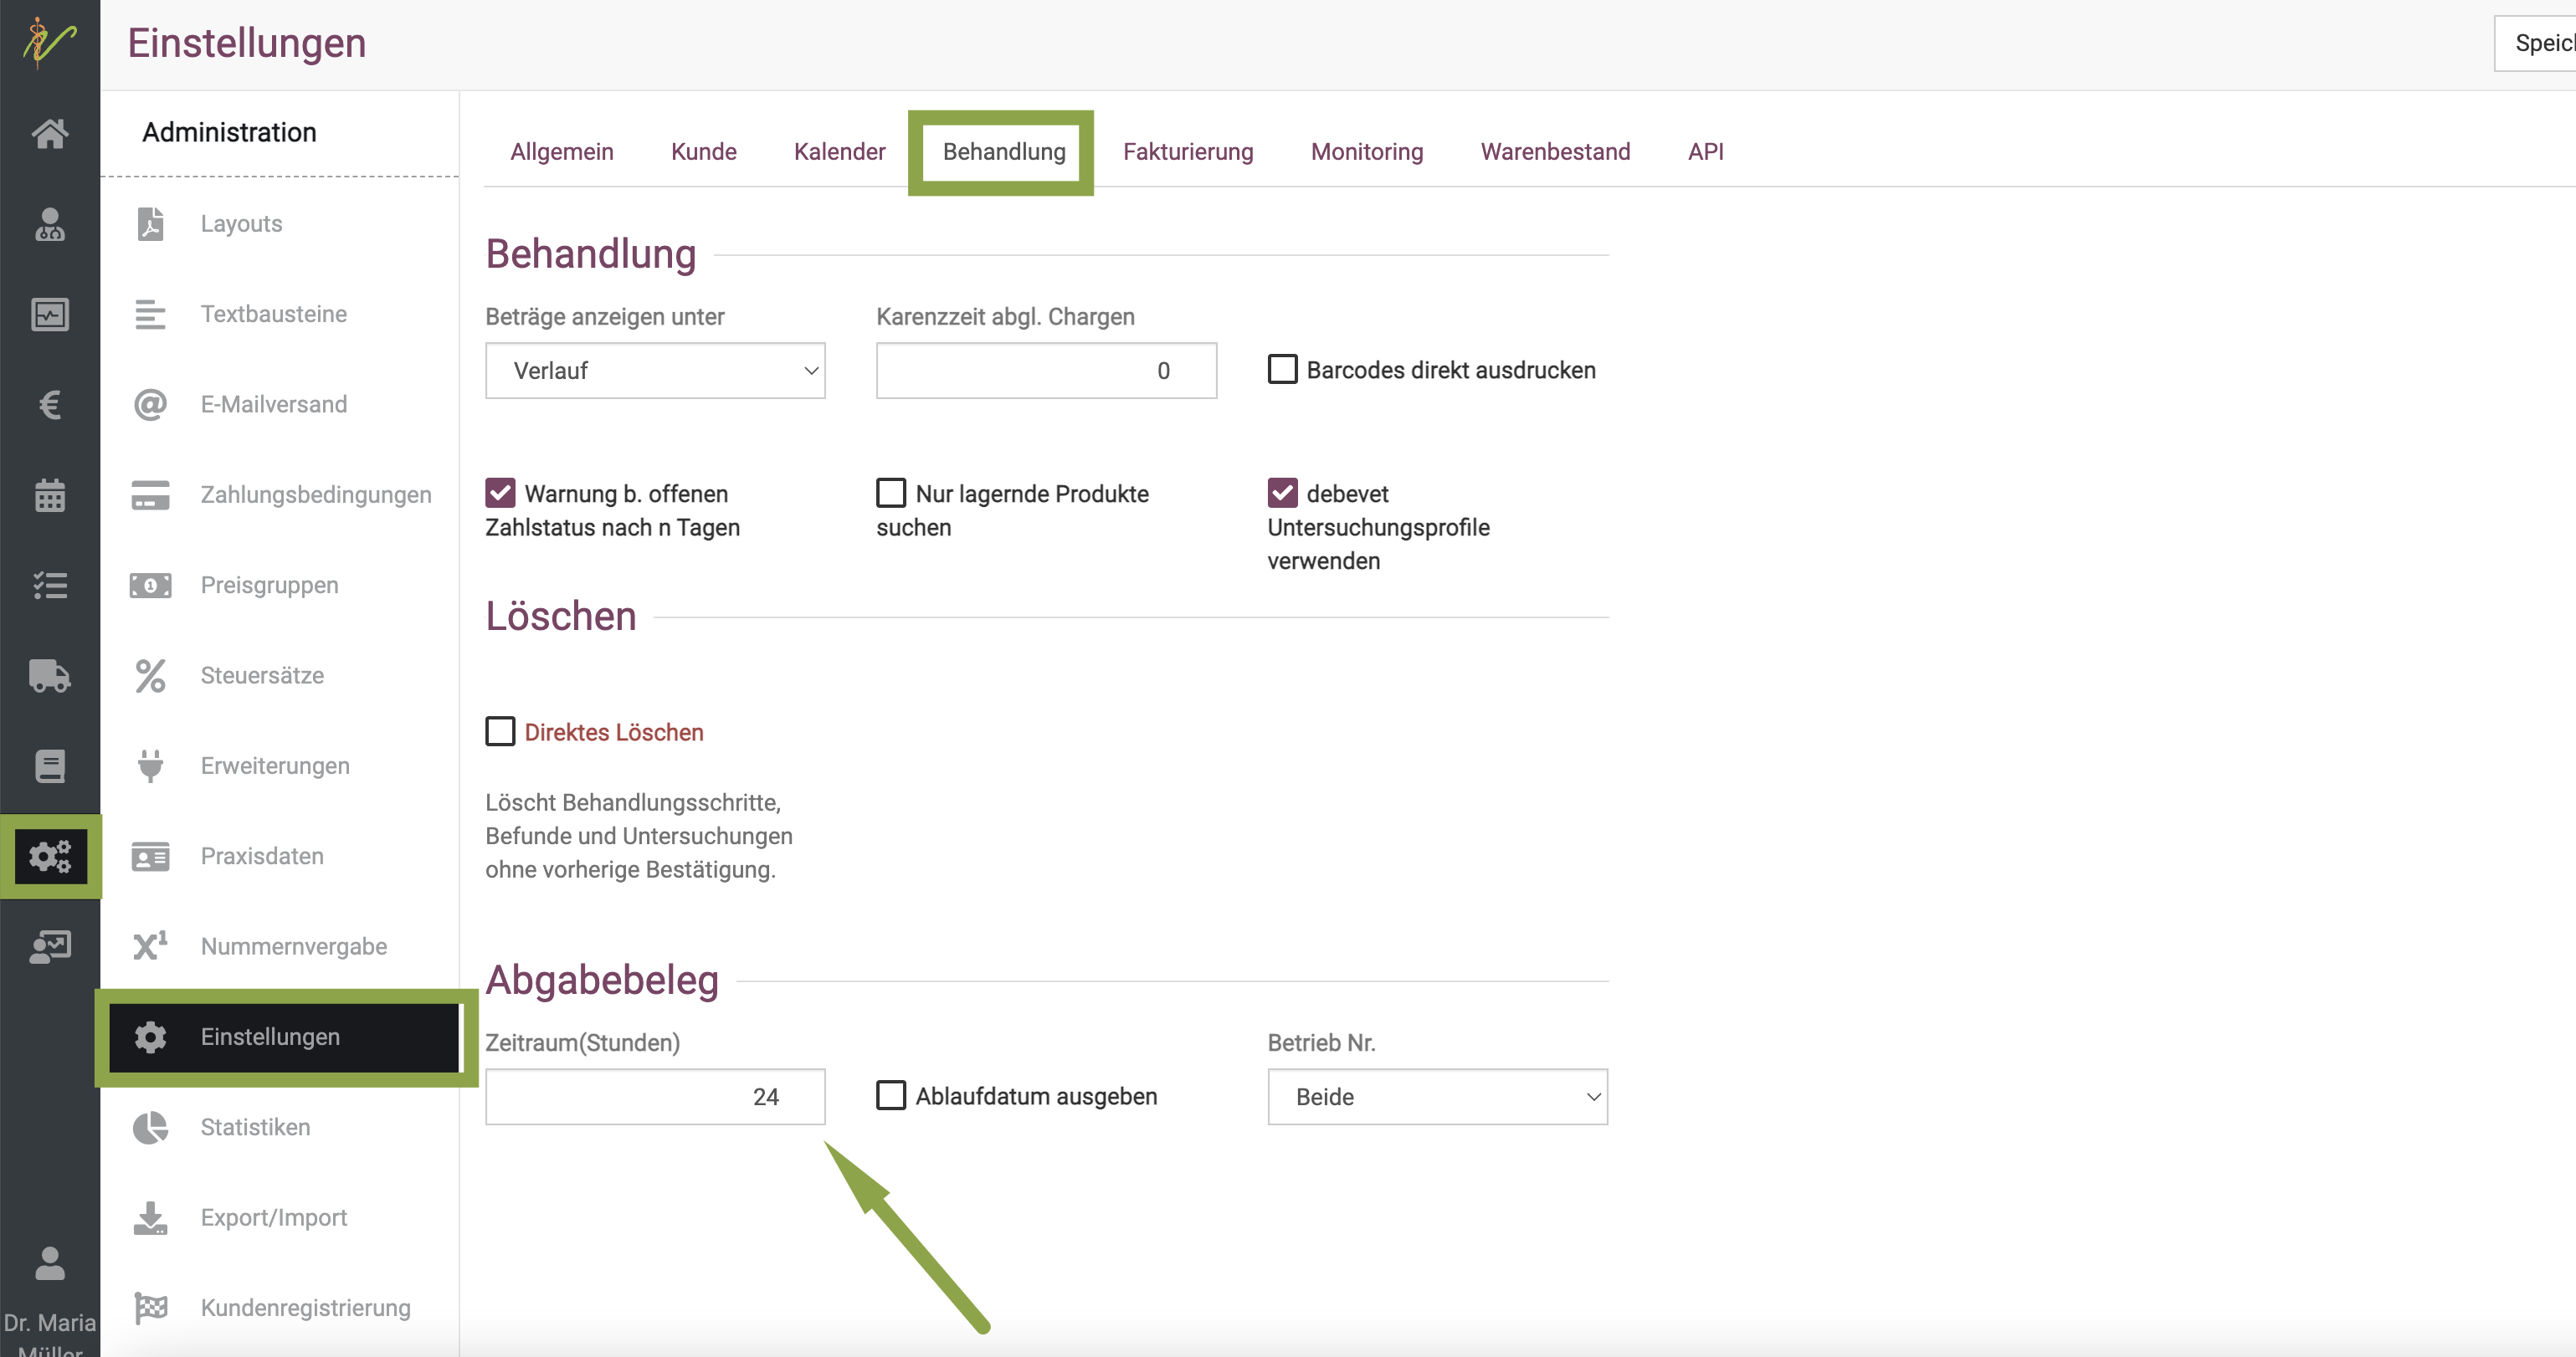 Einstellungen
Speic
Administration
Layouts
Textbausteine
E-Mailversand
Zahlungsbedingungen
Preisgruppen
Steuersätze
Erweiterungen
Praxisdaten
Nummernvergabe
Einstellungen
Statistiken
Export/Import
Kundenregistrierung
Dr. Maria
Müller
Allgemein Kunde Kalender Behandlung Fakturierung Monitoring Warenbestand API
Behandlung
Beträge anzeigen unter
Verlauf
Karenzzeit abgl. Chargen
0
Barcodes direkt ausdrucken
Warnung b. offenen
Zahlstatus nach n Tagen
Nur lagernde Produkte
suchen
debevet
Untersuchungsprofile
verwenden
Löschen
Direktes Löschen
Löscht Behandlungsschritte,
Befunde und Untersuchungen
ohne vorherige Bestätigung.
Abgabebeleg
Zeitraum(Stunden)
24
Ablaufdatum ausgeben
Betrieb Nr.
Beide